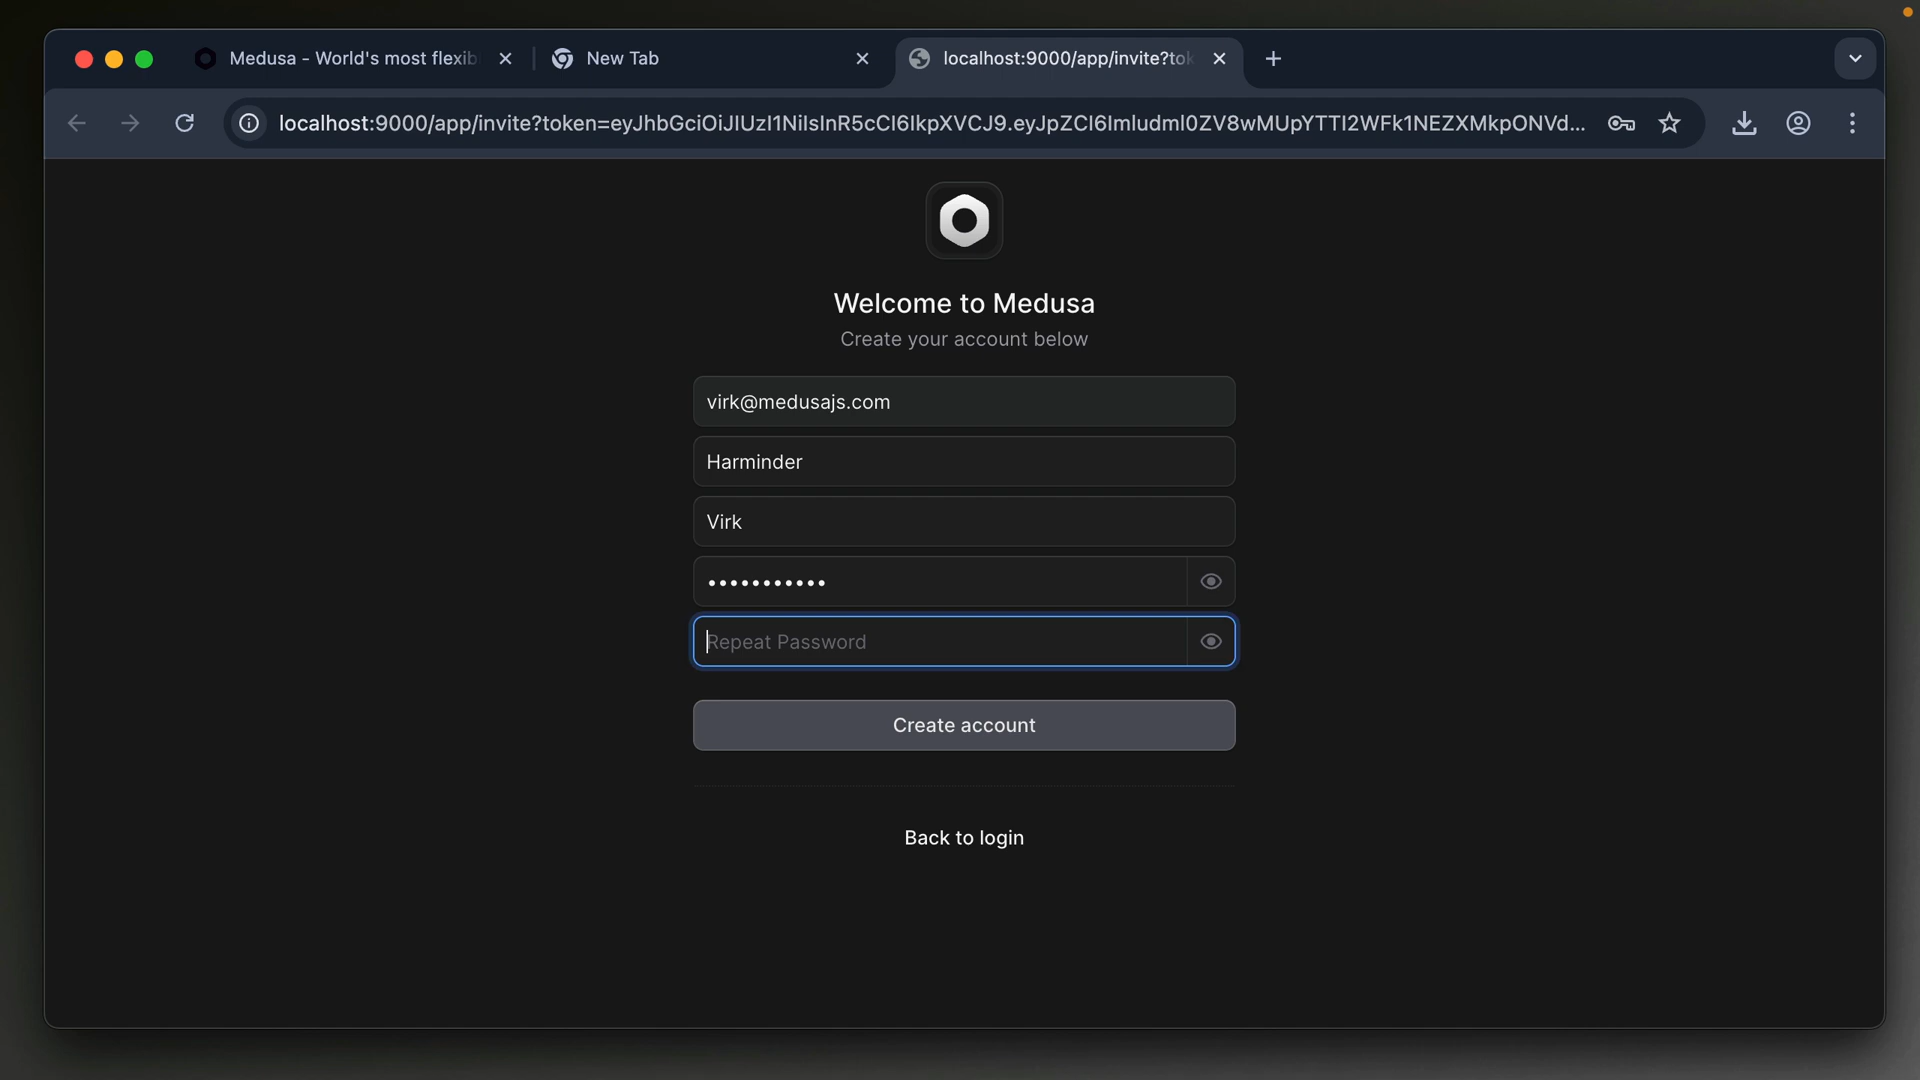 Medusa - World's most flexib
New Tab
localhost:9000/app/invite?tok
localhost:9000/app/invite?token=eyJhbGciOiJIUzI1NiIsInR5cCI6IkpXVCJ9.eyJpZCI6Imludml0ZV8wMUpYTTI2WFk1NEZXMkpONVd...
Welcome to Medusa
Create your account below
virk@medusajs.com
Harminder
Virk
•••••••••••
Repeat Password
Create account
Back to login